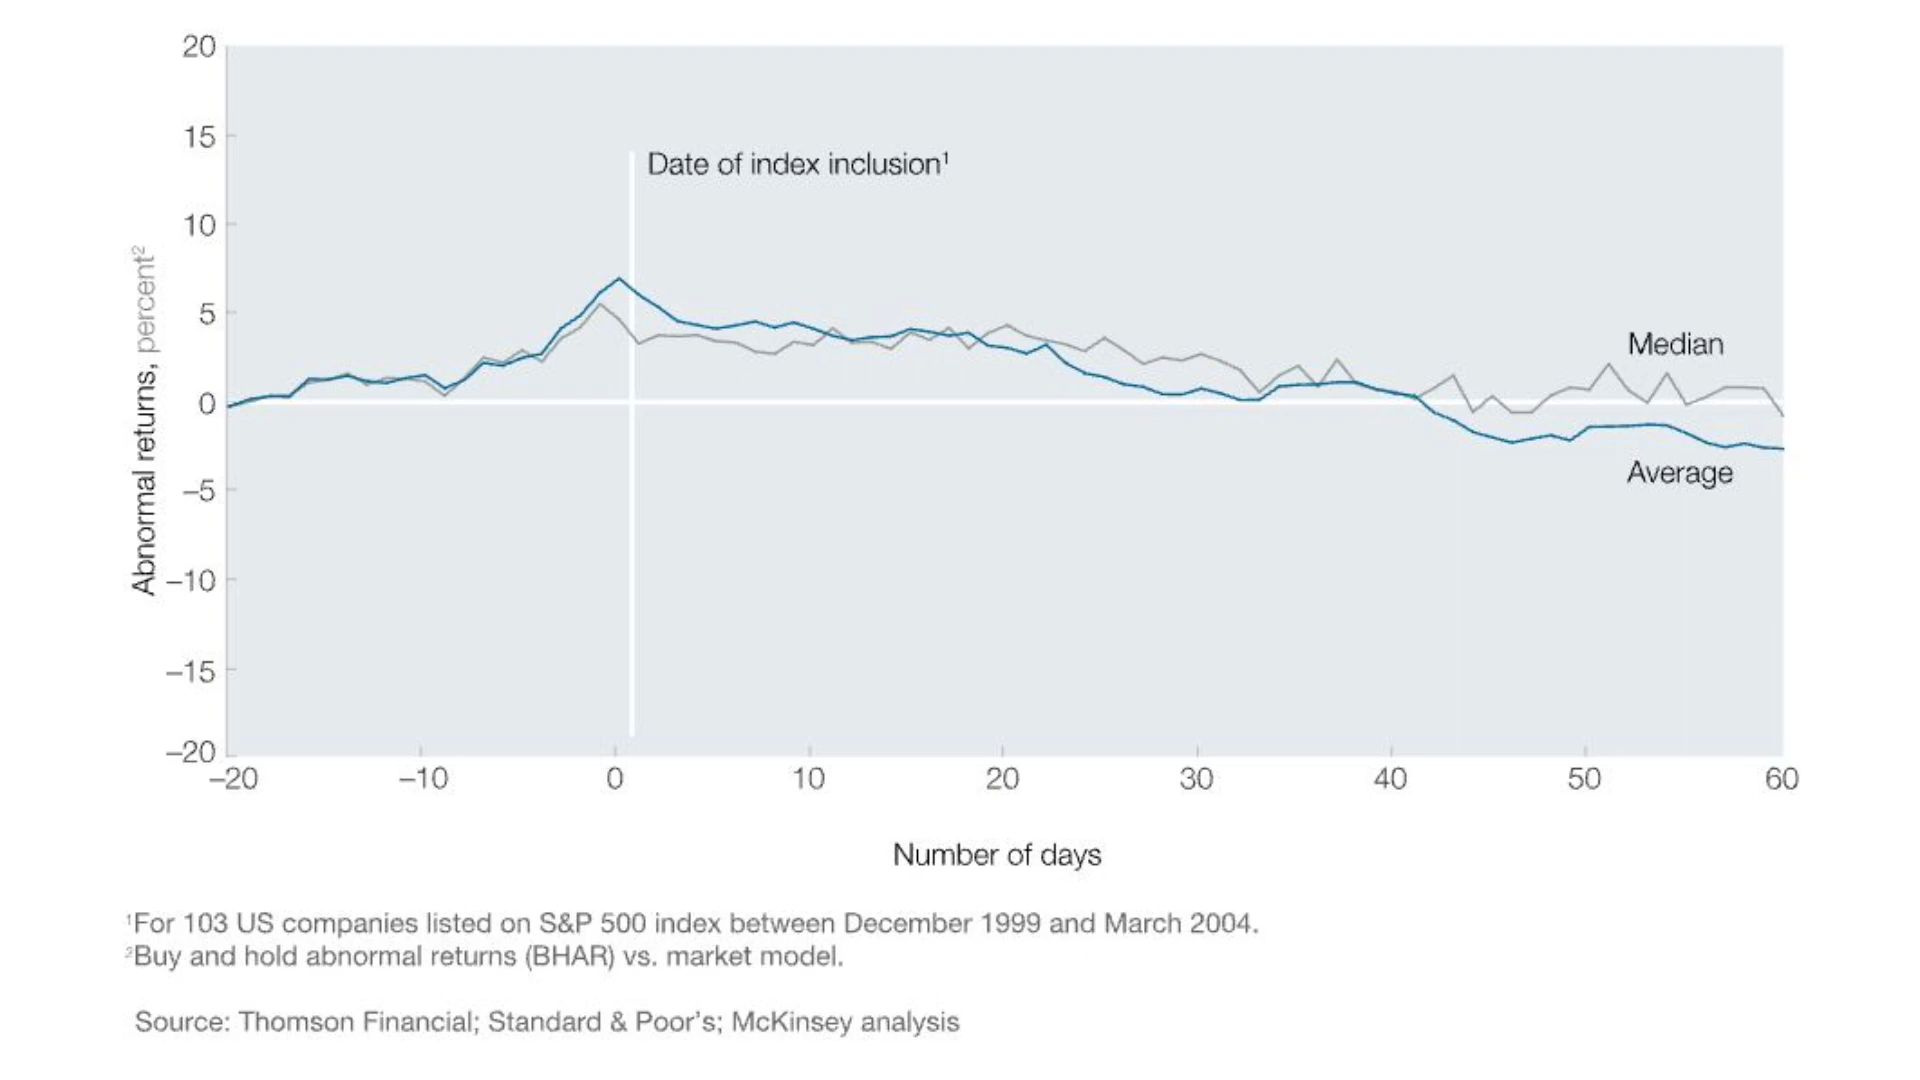 20
15
Date of index inclusion¹
10
5
Median
0
Average
–5
–10
–15
–20
Abnormal returns, percent²
–20 –10 0 10 20 30 40 50 60
Number of days
¹For 103 US companies listed on S&P 500 index between December 1999 and March 2004.
²Buy and hold abnormal returns (BHAR) vs. market model.
Source: Thomson Financial; Standard & Poor's; McKinsey analysis